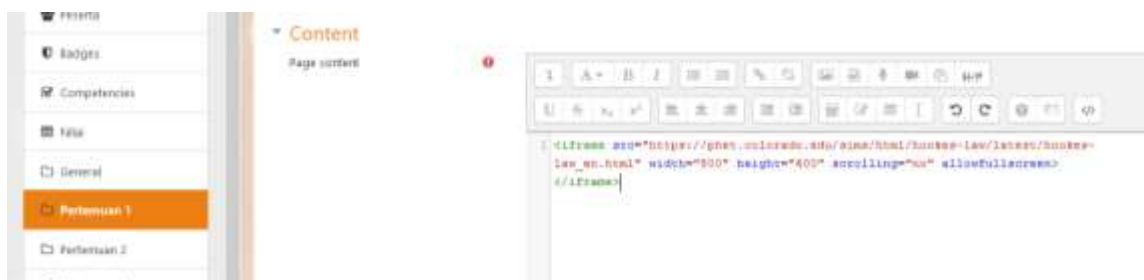 Peserta
Badges
Competencies
Nilai
General
Pertemuan 1
Pertemuan 2
Content
Page content
<iframe src="https://phet.colorado.edu/sims/html/hookes-law/latest/hookes-
law_en.html" width="800" height="600" scrolling="no" allowfullscreen>
</iframe>